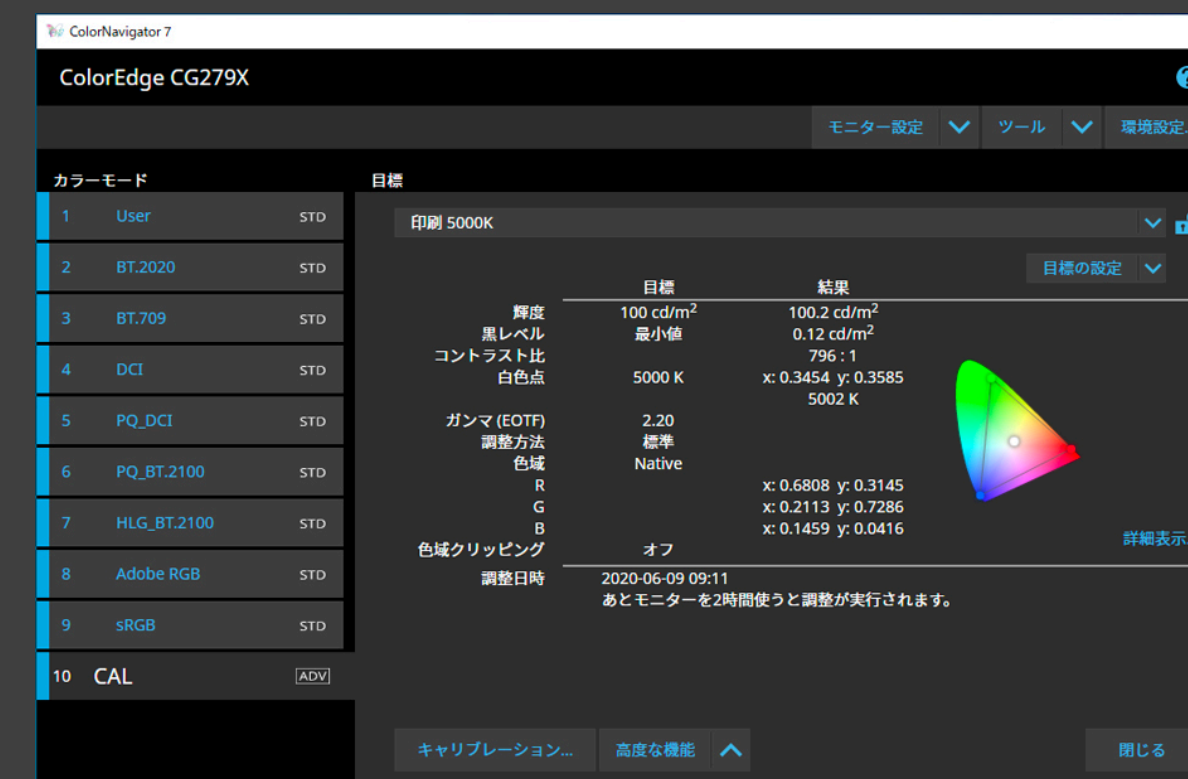 ColorNavigator 7
ColorEdge CG279X
モニター設定 ツール 環境設定...
カラーモード
1 User STD
2 BT.2020 STD
3 BT.709 STD
4 DCI STD
5 PQ_DCI STD
6 PQ_BT.2100 STD
7 HLG_BT.2100 STD
8 Adobe RGB STD
9 sRGB STD
10 CAL ADV
目標
印刷 5000K
目標の設定
目標 結果
輝度 100 cd/m² 100.2 cd/m²
黒レベル 最小値 0.12 cd/m²
コントラスト比 796 : 1
白色点 5000 K x: 0.3454 y: 0.3585
5002 K
ガンマ (EOTF) 2.20
調整方法 標準
色域 Native
R x: 0.6808 y: 0.3145
G x: 0.2113 y: 0.7286
B x: 0.1459 y: 0.0416
色域クリッピング オフ
詳細表示
調整日時 2020-06-09 09:11
あとモニターを2時間使うと調整が実行されます。
キャリブレーション... 高度な機能 閉じる